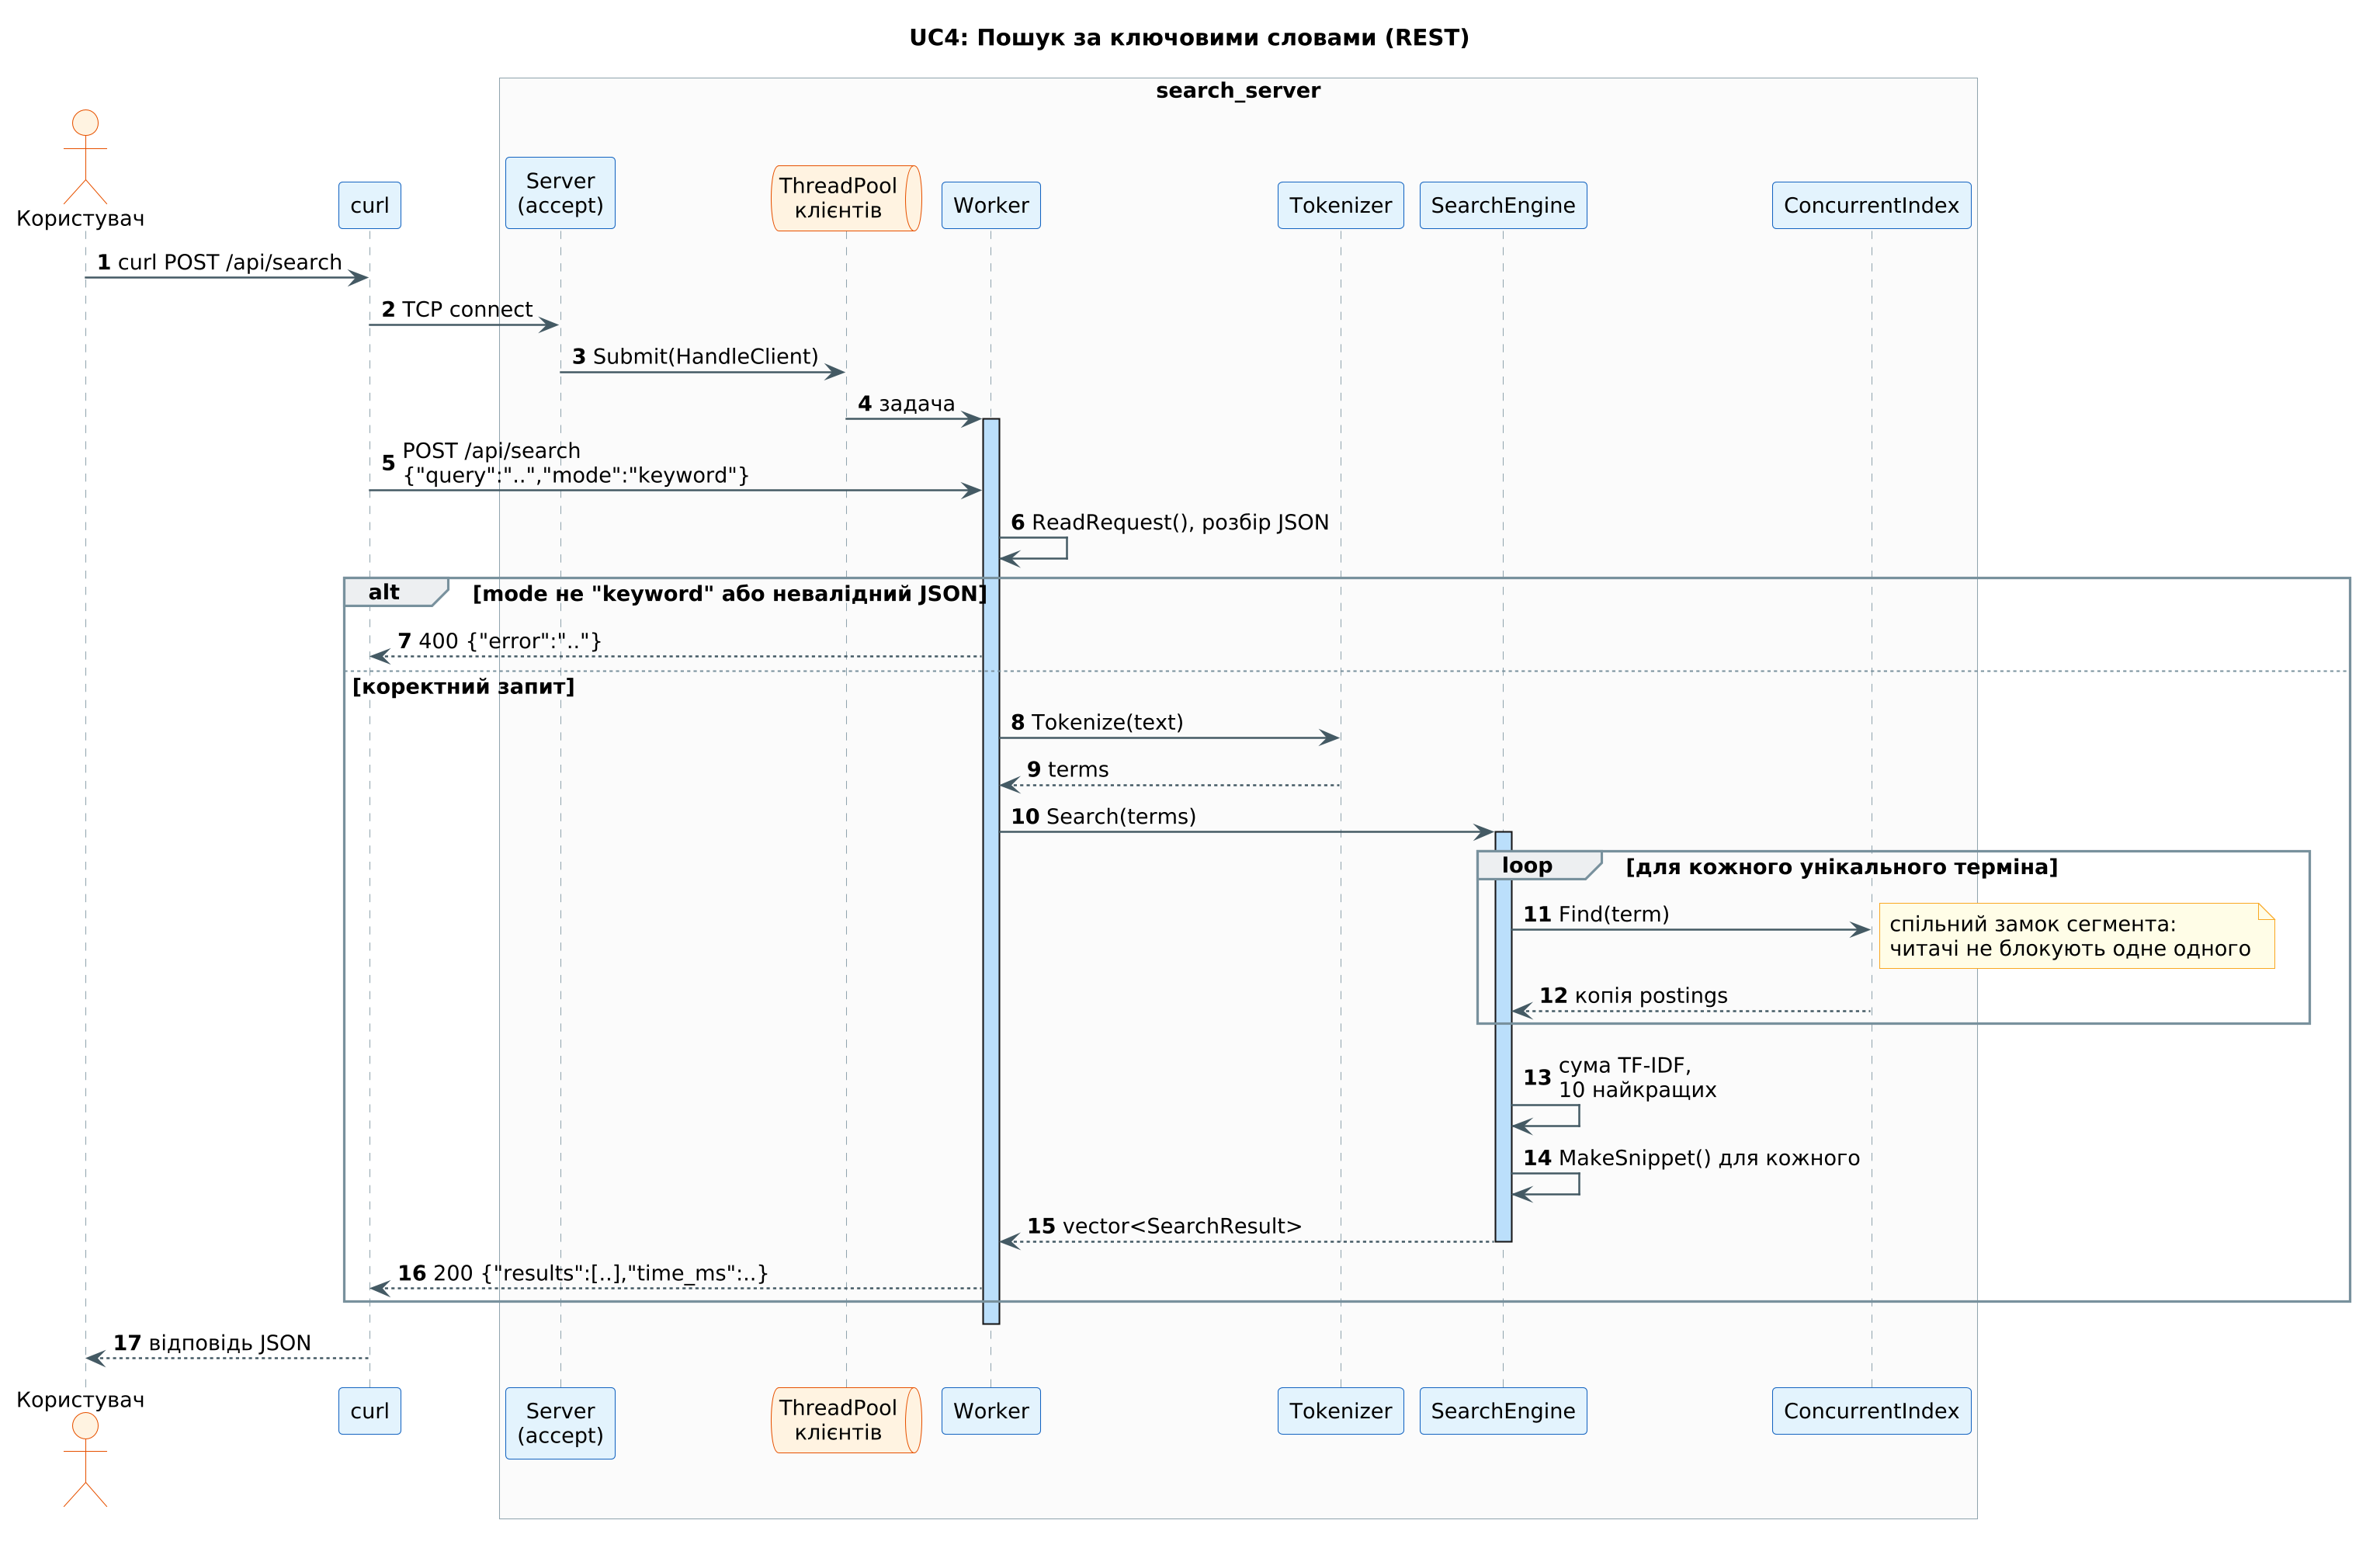 UC4: Пошук за ключовими словами (REST)
search_server
Користувач
curl
Server
(accept)
ThreadPool
клієнтів
Worker
Tokenizer
SearchEngine
ConcurrentIndex
1 curl POST /api/search
2 TCP connect
3 Submit(HandleClient)
4 задача
5 POST /api/search
{"query":"..","mode":"keyword"}
6 ReadRequest(), розбір JSON
alt [mode не "keyword" або невалідний JSON]
7 400 {"error":".."}
[коректний запит]
8 Tokenize(text)
9 terms
10 Search(terms)
loop [для кожного унікального терміна]
11 Find(term)
спільний замок сегмента:
читачі не блокують одне одного
12 копія postings
13 сума TF-IDF,
10 найкращих
14 MakeSnippet() для кожного
15 vector<SearchResult>
16 200 {"results":[..],"time_ms":..}
17 відповідь JSON
Користувач
curl
Server
(accept)
ThreadPool
клієнтів
Worker
Tokenizer
SearchEngine
ConcurrentIndex